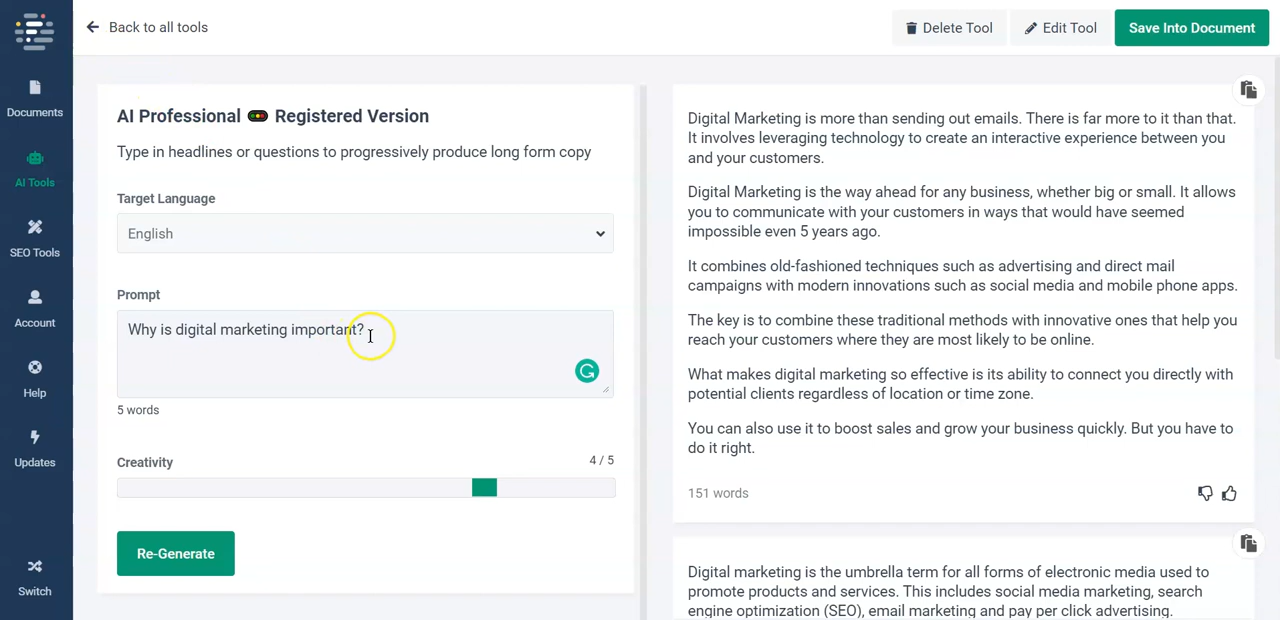 Back to all tools
Delete Tool
Edit Tool
Save Into Document
Documents
AI Tools
SEO Tools
Account
Help
Updates
Switch
AI Professional 🚥 Registered Version
Type in headlines or questions to progressively produce long form copy
Target Language
English
Prompt
Why is digital marketing important?
5 words
Creativity
4 / 5
Re-Generate
Digital Marketing is more than sending out emails. There is far more to it than that.
It involves leveraging technology to create an interactive experience between you
and your customers.
Digital Marketing is the way ahead for any business, whether big or small. It allows
you to communicate with your customers in ways that would have seemed
impossible even 5 years ago.
It combines old-fashioned techniques such as advertising and direct mail
campaigns with modern innovations such as social media and mobile phone apps.
The key is to combine these traditional methods with innovative ones that help you
reach your customers where they are most likely to be online.
What makes digital marketing so effective is its ability to connect you directly with
potential clients regardless of location or time zone.
You can also use it to boost sales and grow your business quickly. But you have to
do it right.
151 words
Digital marketing is the umbrella term for all forms of electronic media used to
promote products and services. This includes social media marketing, search
engine optimization (SEO), email marketing and pay per click advertising.